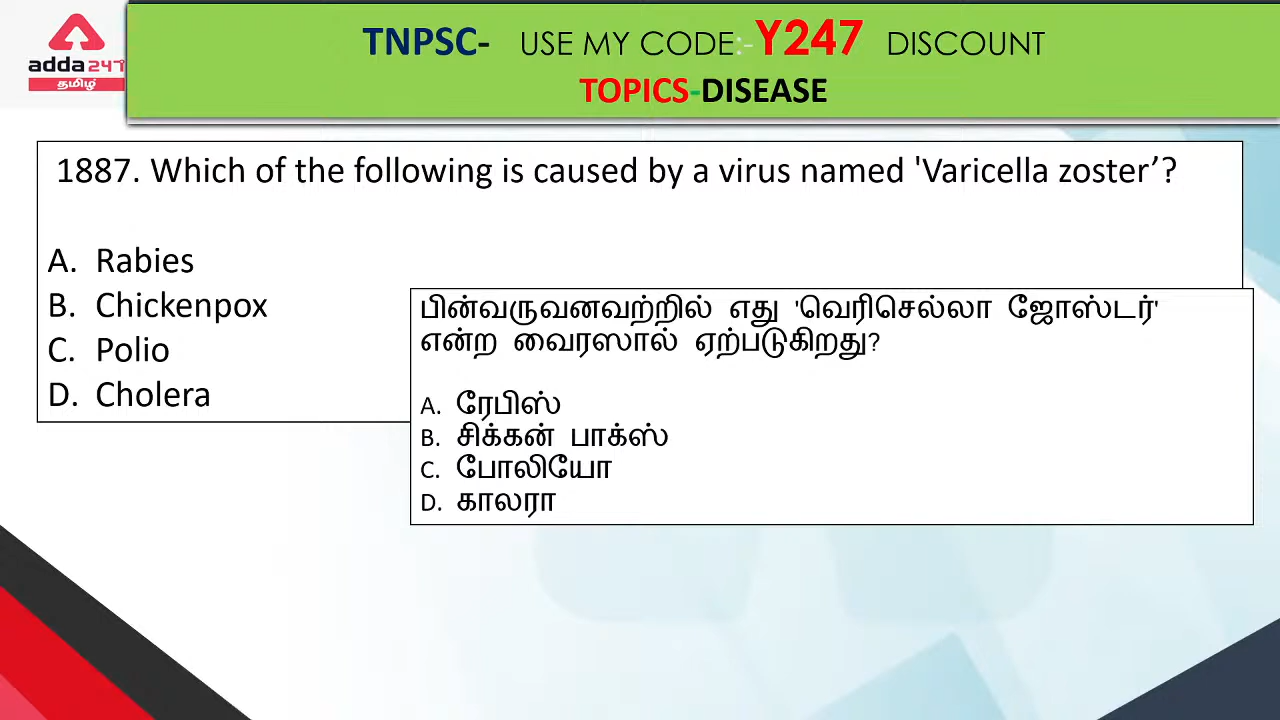 adda247
தமிழ்
TNPSC- USE MY CODE:-Y247 DISCOUNT
TOPICS-DISEASE
1887. Which of the following is caused by a virus named 'Varicella zoster’?
A. Rabies
B. Chickenpox
C. Polio
D. Cholera
பின்வருவனவற்றில் எது 'வெரிசெல்லா ஜோஸ்டர்'
என்ற வைரஸால் ஏற்படுகிறது?
A. ரேபிஸ்
B. சிக்கன் பாக்ஸ்
C. போலியோ
D. காலரா